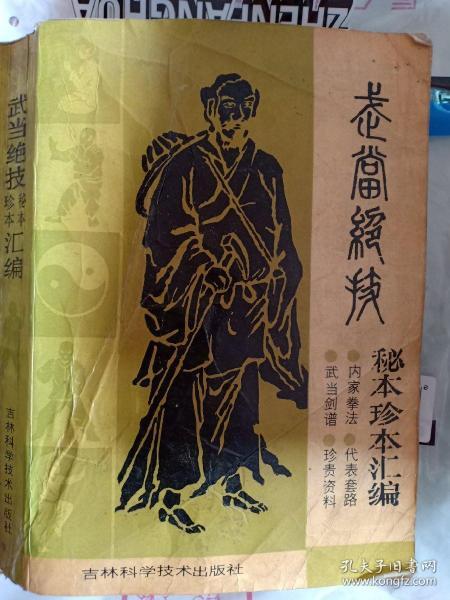 ZHENFANGHUA
武当绝技
秘本
珍本
汇编
吉林科学技术出版社
武當絕技
秘本珍本汇编
内家拳法
代表套路
武当剑谱
珍贵资料
吉林科学技术出版社
孔夫子旧书网
www.kongfz.com